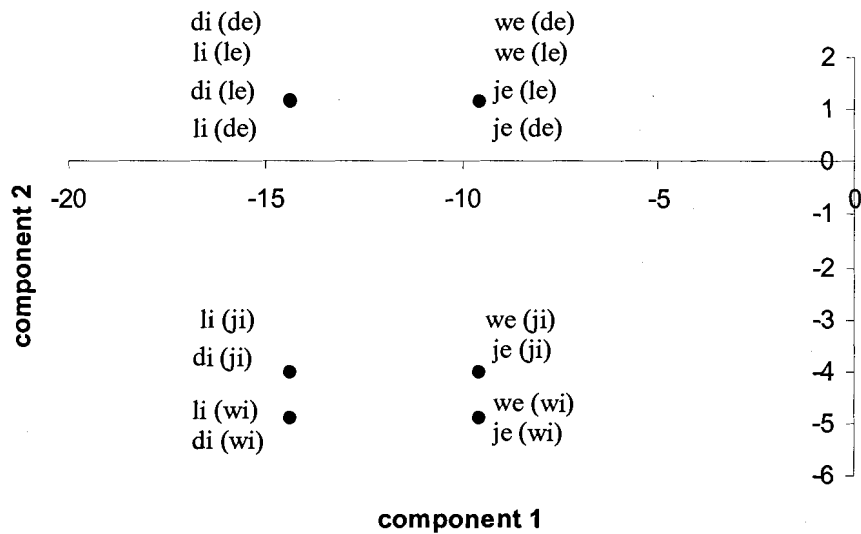 di (de) we (de)
li (le) we (le)
2
di (le) je (le)
1
li (de) je (de)
0
-20 -15 -10 -5 0
-1
-2
component 2
li (ji) we (ji)
-3
di (ji) je (ji)
-4
li (wi) we (wi)
-5
di (wi) je (wi)
-6
component 1